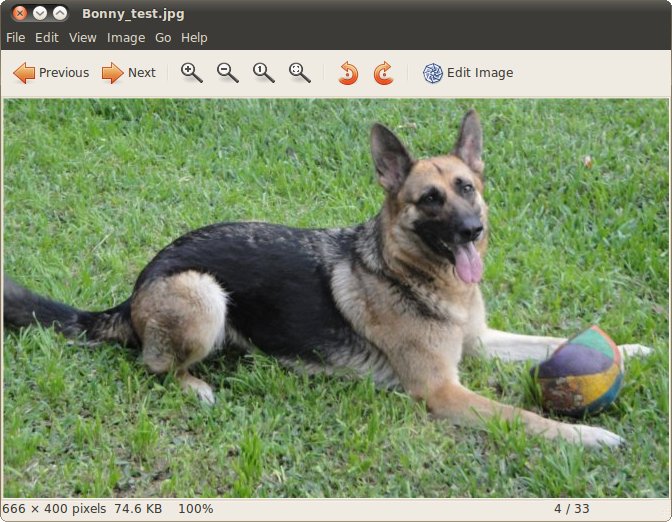 Bonny_test.jpg
File Edit View Image Go Help
Previous Next Edit Image
666 × 400 pixels 74.6 KB 100% 4 / 33